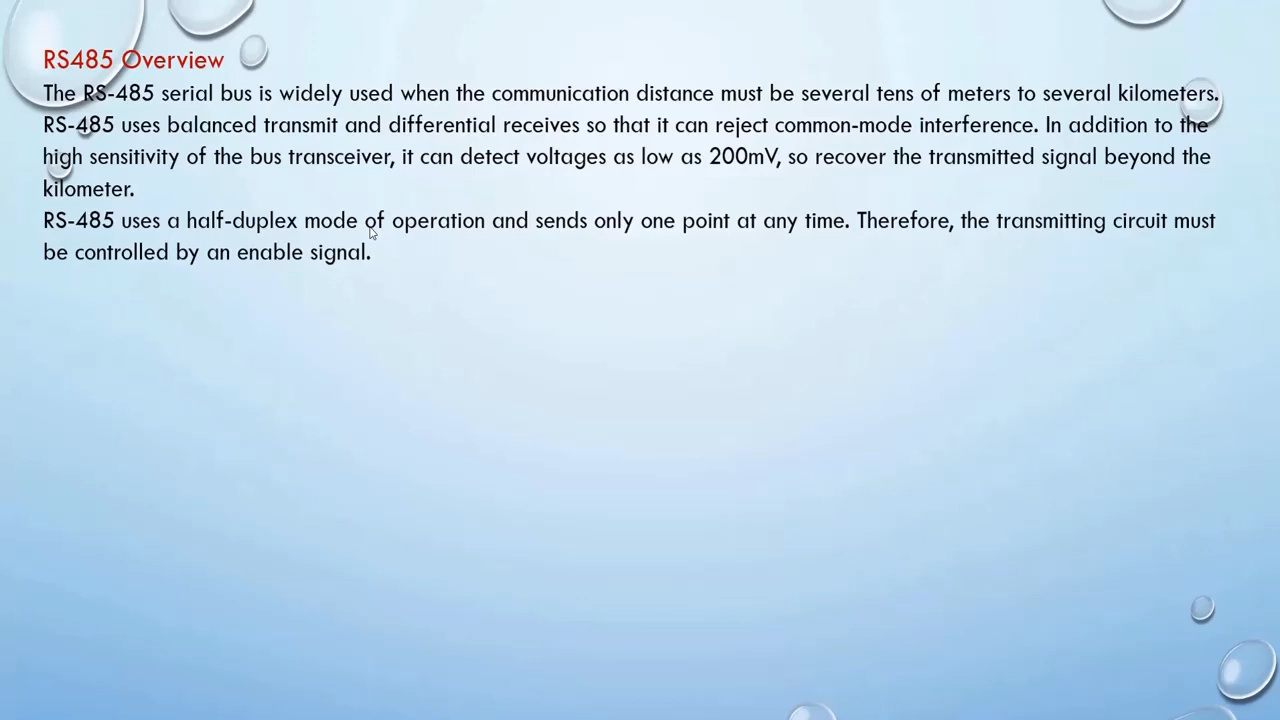 RS485 Overview
The RS-485 serial bus is widely used when the communication distance must be several tens of meters to several kilometers.
RS-485 uses balanced transmit and differential receives so that it can reject common-mode interference. In addition to the
high sensitivity of the bus transceiver, it can detect voltages as low as 200mV, so recover the transmitted signal beyond the
kilometer.
RS-485 uses a half-duplex mode of operation and sends only one point at any time. Therefore, the transmitting circuit must
be controlled by an enable signal.